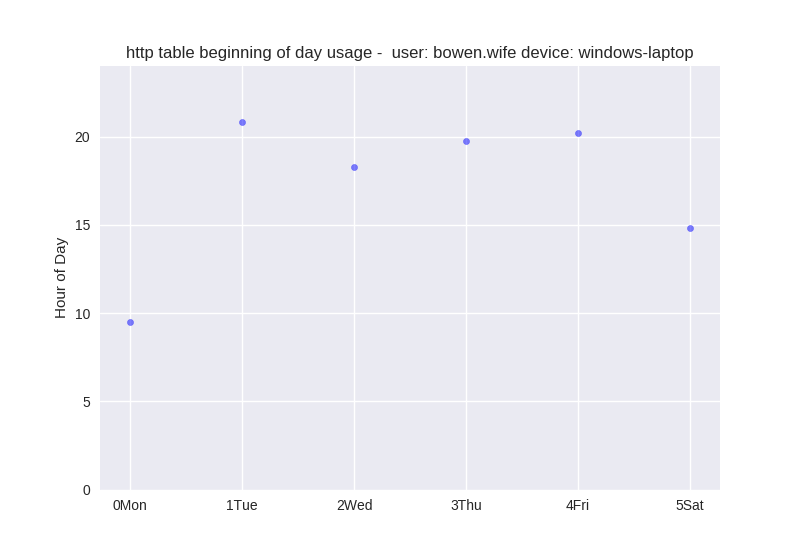 http table beginning of day usage -  user: bowen.wife device: windows-laptop
Hour of Day
20
15
10
5
0
0Mon 1Tue 2Wed 3Thu 4Fri 5Sat